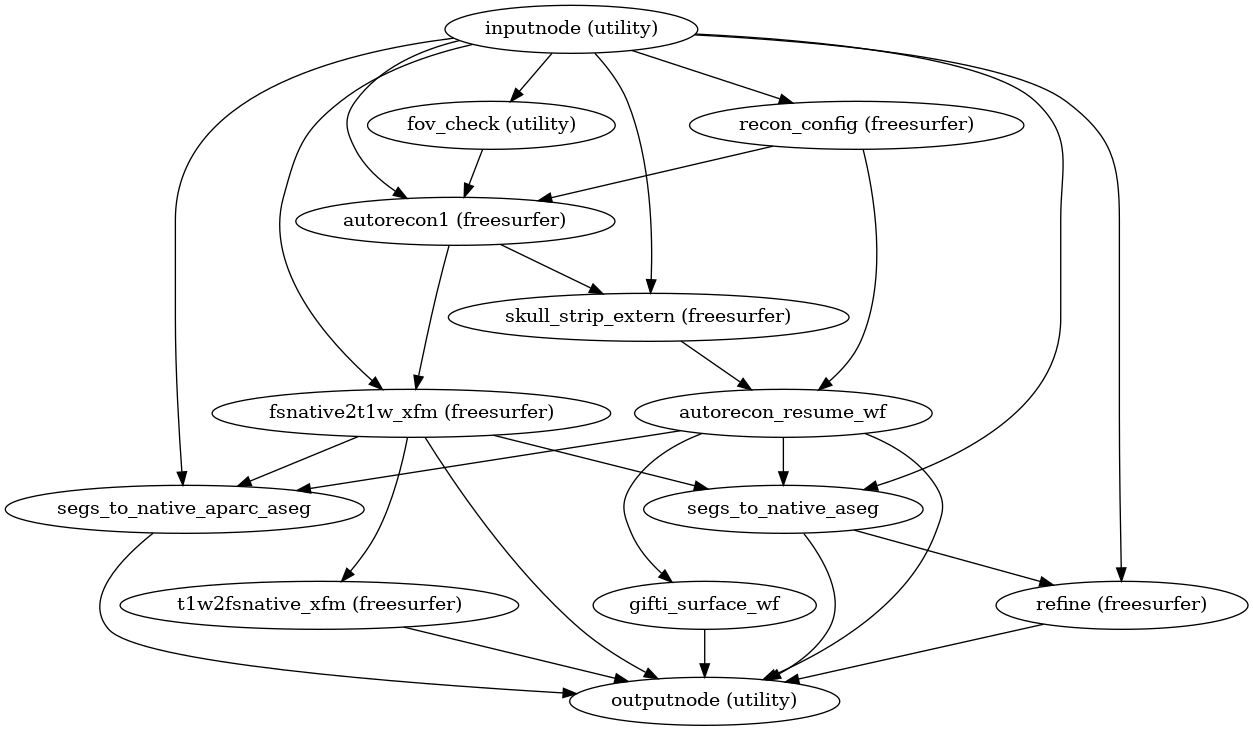 inputnode (utility)
fov_check (utility)
recon_config (freesurfer)
autorecon1 (freesurfer)
skull_strip_extern (freesurfer)
fsnative2t1w_xfm (freesurfer)
autorecon_resume_wf
segs_to_native_aparc_aseg
segs_to_native_aseg
t1w2fsnative_xfm (freesurfer)
gifti_surface_wf
refine (freesurfer)
outputnode (utility)